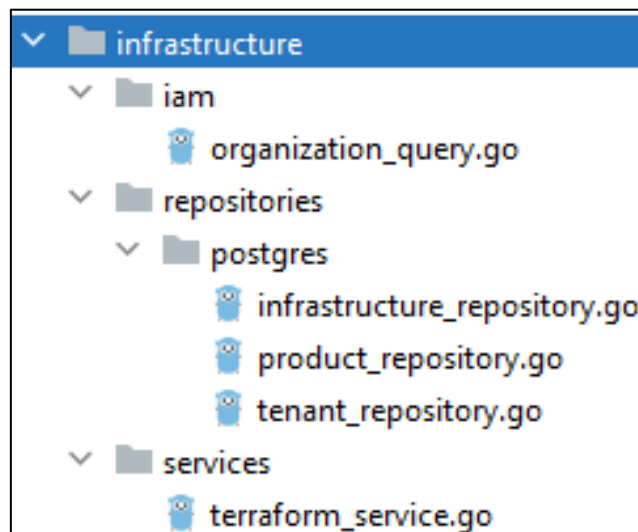 infrastructure
iam
organization_query.go
repositories
postgres
infrastructure_repository.go
product_repository.go
tenant_repository.go
services
terraform_service.go